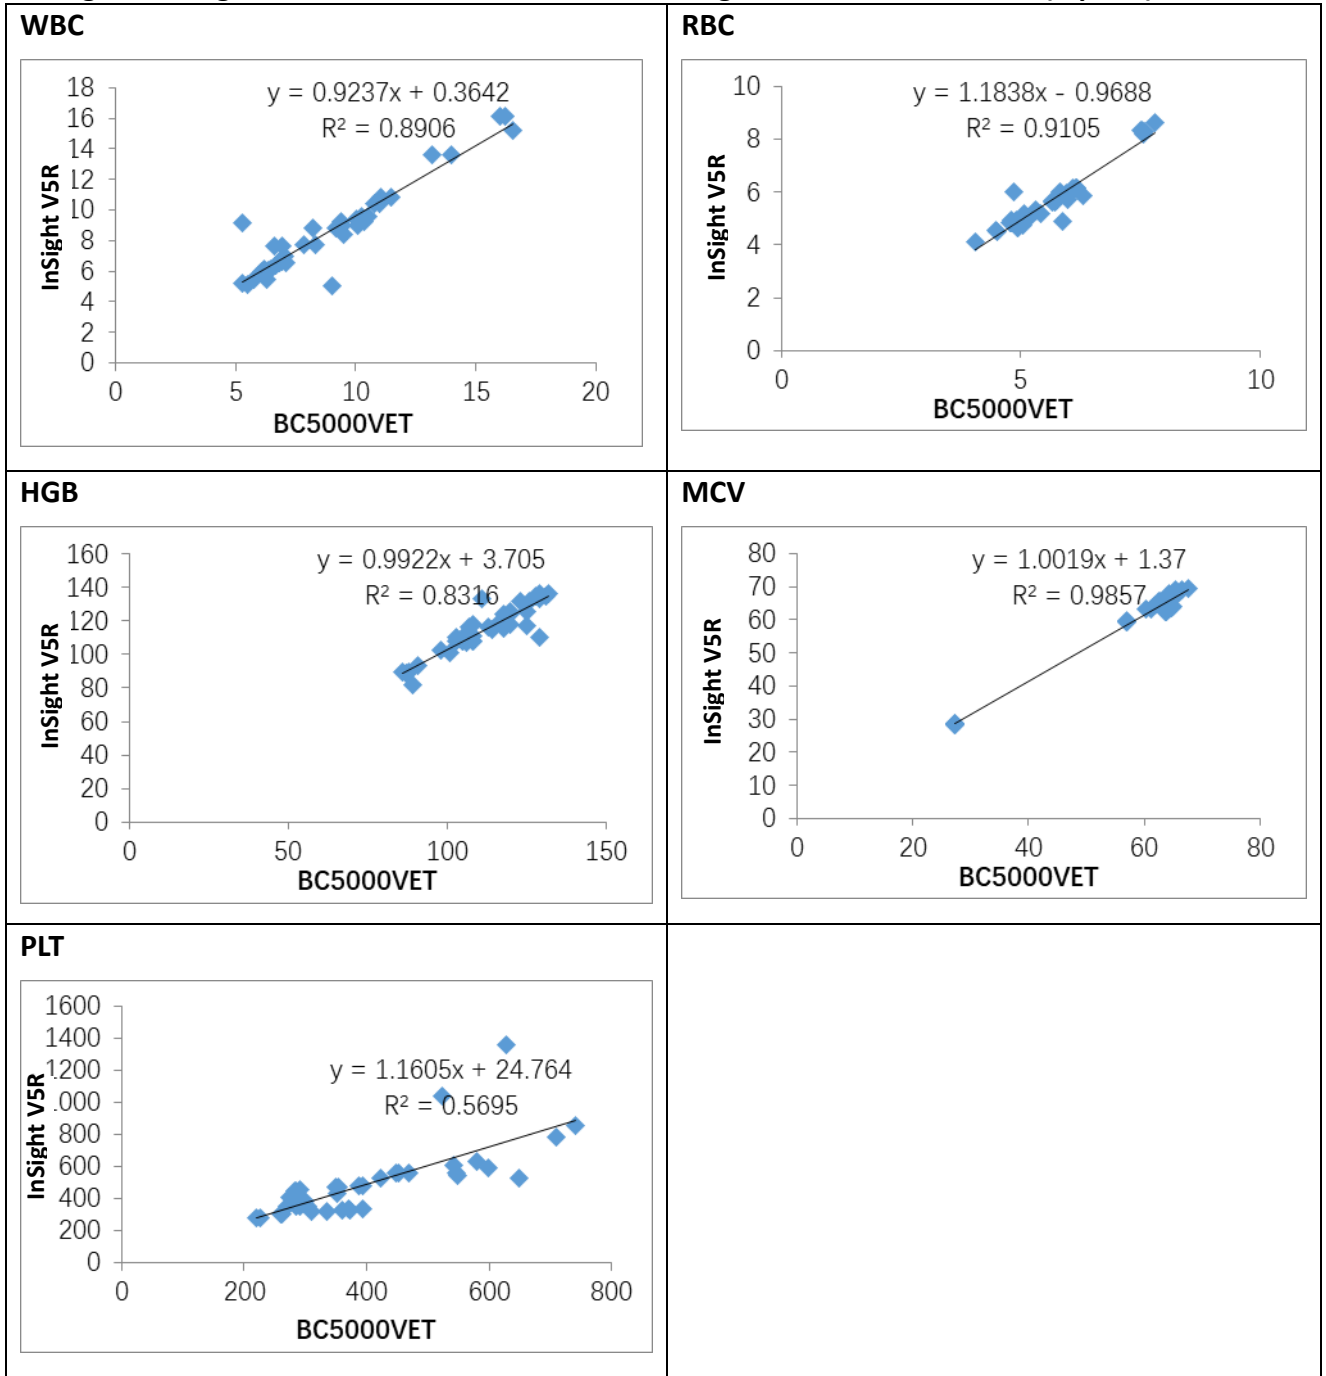 WBC
y = 0.9237x + 0.3642
R² = 0.8906
18
16
14
12
10
8
6
4
2
0
InSight V5R
0 5 10 15 20
BC5000VET
RBC
y = 1.1838x - 0.9688
R² = 0.9105
10
8
6
4
2
0
InSight V5R
0 5 10
BC5000VET
HGB
y = 0.9922x + 3.705
R² = 0.8316
160
140
120
100
80
60
40
20
0
InSight V5R
0 50 100 150
BC5000VET
MCV
y = 1.0019x + 1.37
R² = 0.9857
80
70
60
50
40
30
20
10
0
InSight V5R
0 20 40 60 80
BC5000VET
PLT
y = 1.1605x + 24.764
R² = 0.5695
1600
1400
1200
1000
800
600
400
200
0
InSight V5R
0 200 400 600 800
BC5000VET